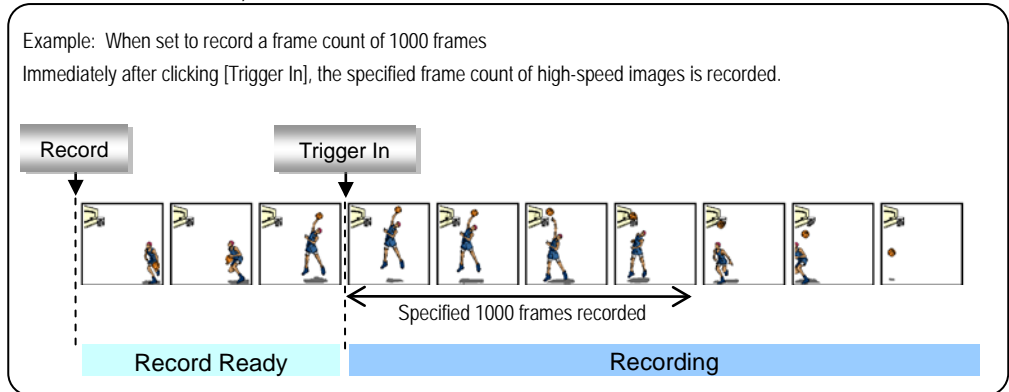 Example: When set to record a frame count of 1000 frames
Immediately after clicking [Trigger In], the specified frame count of high-speed images is recorded.
Record
Trigger In
Specified 1000 frames recorded
Record Ready
Recording